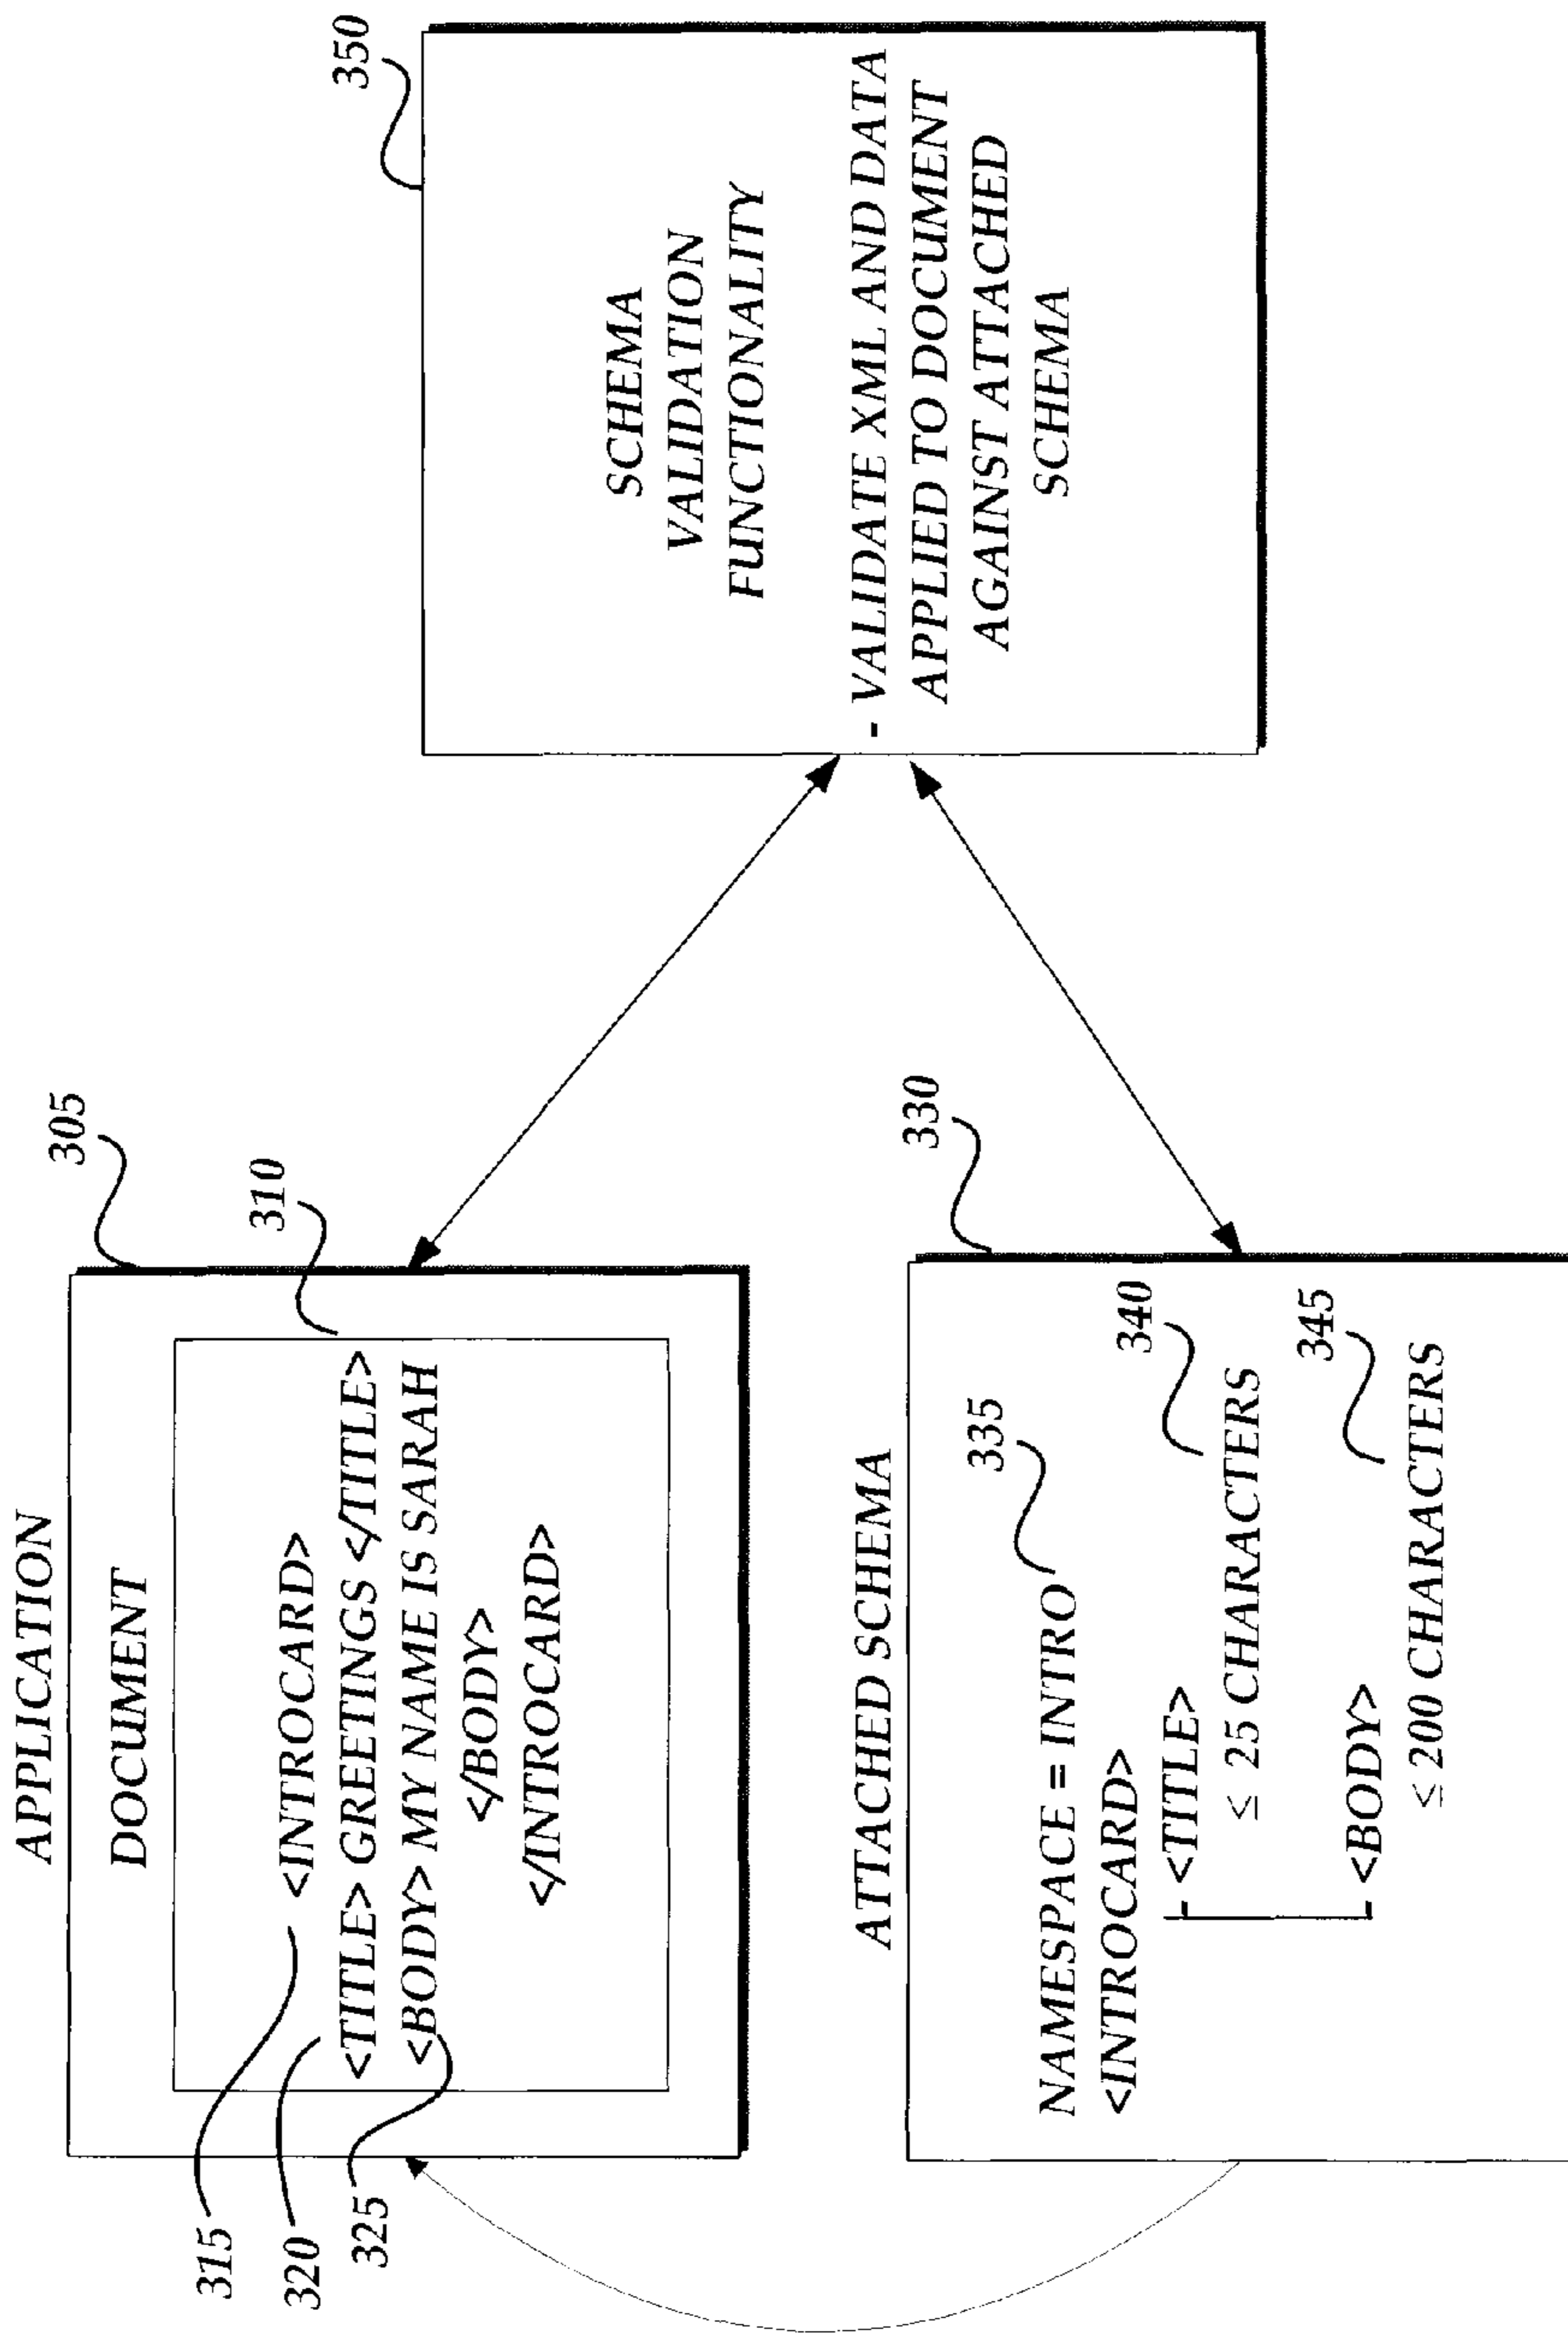 APPLICATION
305
DOCUMENT
310
315
<INTROCARD>
320
<TITLE> GREETINGS </TITLE>
325
<BODY> MY NAME IS SARAH
</BODY>
</INTROCARD>
ATTACHED SCHEMA
330
335
NAMESPACE = INTRO
<INTROCARD>
340
<TITLE>
≤ 25 CHARACTERS
345
<BODY>
≤ 200 CHARACTERS
350
SCHEMA
VALIDATION
FUNCTIONALITY
- VALIDATE XML AND DATA
APPLIED TO DOCUMENT
AGAINST ATTACHED
SCHEMA